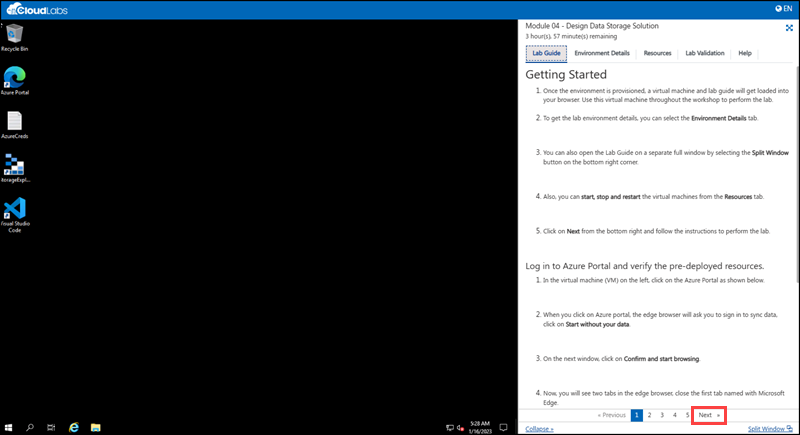 CloudLabs
EN
Recycle Bin
Azure Portal
AzureCreds
torageExpl...
Visual Studio
Code
9:28 AM
1/16/2023
Module 04 - Design Data Storage Solution
3 hour(s), 57 minute(s) remaining
Lab Guide
Environment Details
Resources
Lab Validation
Help
Getting Started
1. Once the environment is provisioned, a virtual machine and lab guide will get loaded into
your browser. Use this virtual machine throughout the workshop to perform the lab.
2. To get the lab environment details, you can select the Environment Details tab.
3. You can also open the Lab Guide on a separate full window by selecting the Split Window
button on the bottom right corner.
4. Also, you can start, stop and restart the virtual machines from the Resources tab.
5. Click on Next from the bottom right and follow the instructions to perform the lab.
Log in to Azure Portal and verify the pre-deployed resources.
1. In the virtual machine (VM) on the left, click on the Azure Portal as shown below.
2. When you click on Azure portal, the edge browser will ask you to sign in to sync data,
click on Start without your data.
3. On the next window, click on Confirm and start browsing.
4. Now, you will see two tabs in the edge browser, close the first tab named with Microsoft
Edge.
« Previous 1 2 3 4 5 Next »
Collapse »
Split Window